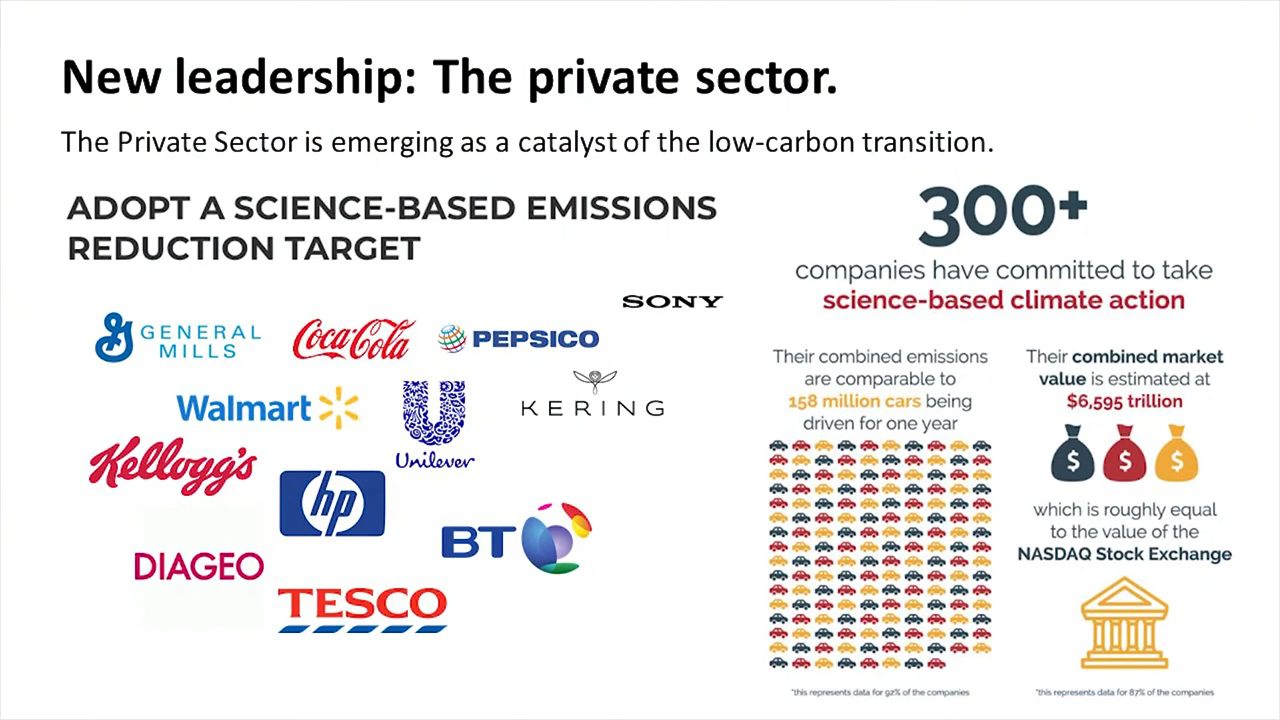 New leadership: The private sector.
The Private Sector is emerging as a catalyst of the low-carbon transition.
ADOPT A SCIENCE-BASED EMISSIONS
REDUCTION TARGET
SONY
GENERAL
MILLS
Coca-Cola
PEPSICO
Walmart
KERING
Unilever
Kellogg's
hp
BT
DIAGEO
TESCO
300+
companies have committed to take
science-based climate action
Their combined emissions
are comparable to
158 million cars being
driven for one year
*this represents data for 92% of the companies
Their combined market
value is estimated at
$6,595 trillion
$ $ $
which is roughly equal
to the value of the
NASDAQ Stock Exchange
*this represents data for 87% of the companies